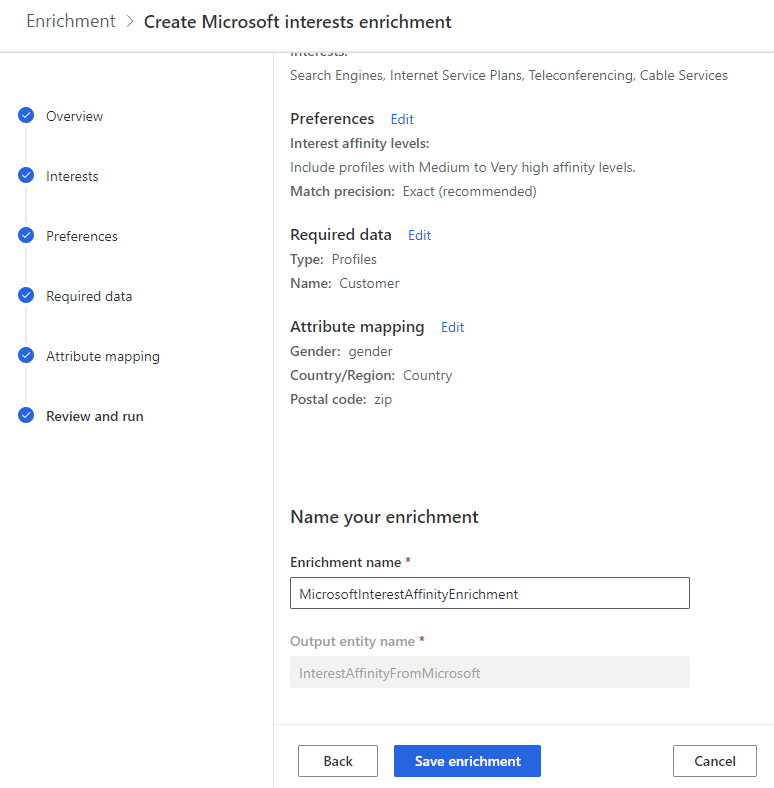 Enrichment > Create Microsoft interests enrichment
Overview
Interests
Preferences
Required data
Attribute mapping
Review and run
Interests:
Search Engines, Internet Service Plans, Teleconferencing, Cable Services
Preferences Edit
Interest affinity levels:
Include profiles with Medium to Very high affinity levels.
Match precision: Exact (recommended)
Required data Edit
Type: Profiles
Name: Customer
Attribute mapping Edit
Gender: gender
Country/Region: Country
Postal code: zip
Name your enrichment
Enrichment name *
MicrosoftInterestAffinityEnrichment
Output entity name *
InterestAffinityFromMicrosoft
Back Save enrichment Cancel